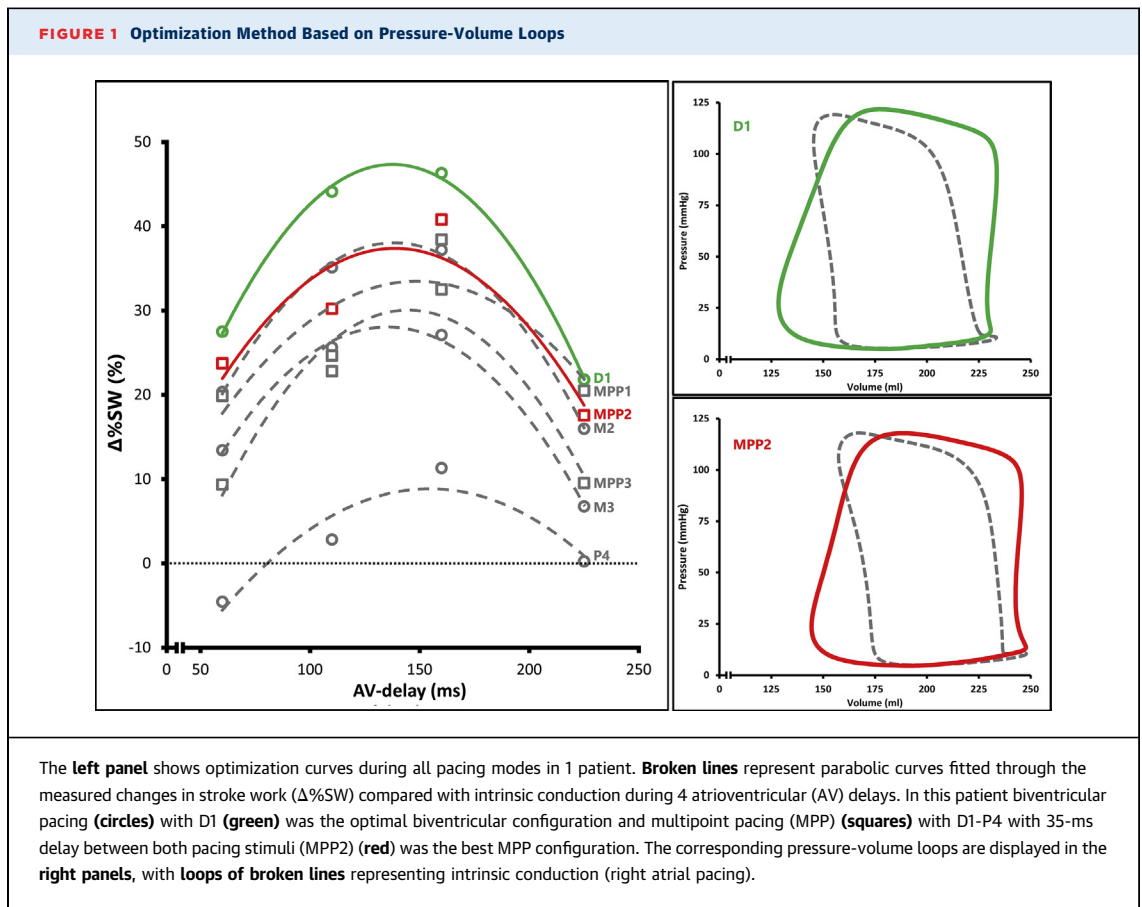 FIGURE 1 Optimization Method Based on Pressure-Volume Loops
50
40
30
20
10
0
-10
Δ%SW (%)
0 50 100 150 200 250
AV-delay (ms)
D1
MPP1
MPP2
M2
MPP3
M3
P4
D1
125
100
75
50
25
0
Pressure (mmHg)
0 125 150 175 200 225 250
Volume (ml)
MPP2
125
100
75
50
25
0
Pressure (mmHg)
0 125 150 175 200 225 250
Volume (ml)
The left panel shows optimization curves during all pacing modes in 1 patient. Broken lines represent parabolic curves fitted through the
measured changes in stroke work (Δ%SW) compared with intrinsic conduction during 4 atrioventricular (AV) delays. In this patient biventricular
pacing (circles) with D1 (green) was the optimal biventricular configuration and multipoint pacing (MPP) (squares) with D1-P4 with 35-ms
delay between both pacing stimuli (MPP2) (red) was the best MPP configuration. The corresponding pressure-volume loops are displayed in the
right panels, with loops of broken lines representing intrinsic conduction (right atrial pacing).